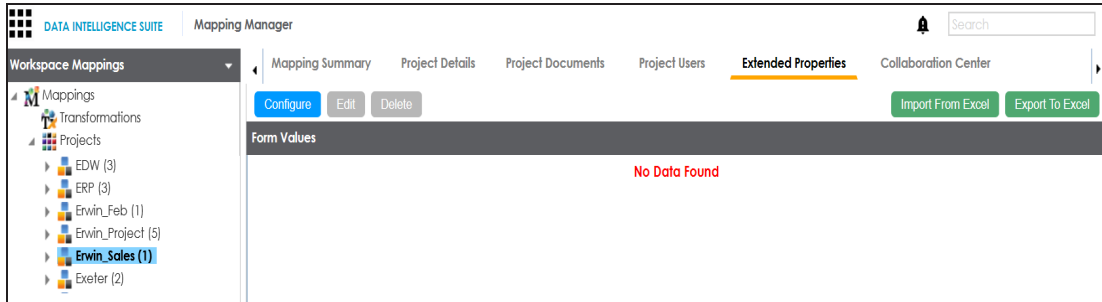 DATA INTELLIGENCE SUITE Mapping Manager Search
Workspace Mappings
Mapping Summary Project Details Project Documents Project Users Extended Properties Collaboration Center
Mappings
Transformations
Projects
EDW (3)
ERP (3)
Erwin_Feb (1)
Erwin_Project (5)
Erwin_Sales (1)
Exeter (2)
Configure Edit Delete Import From Excel Export To Excel
Form Values
No Data Found